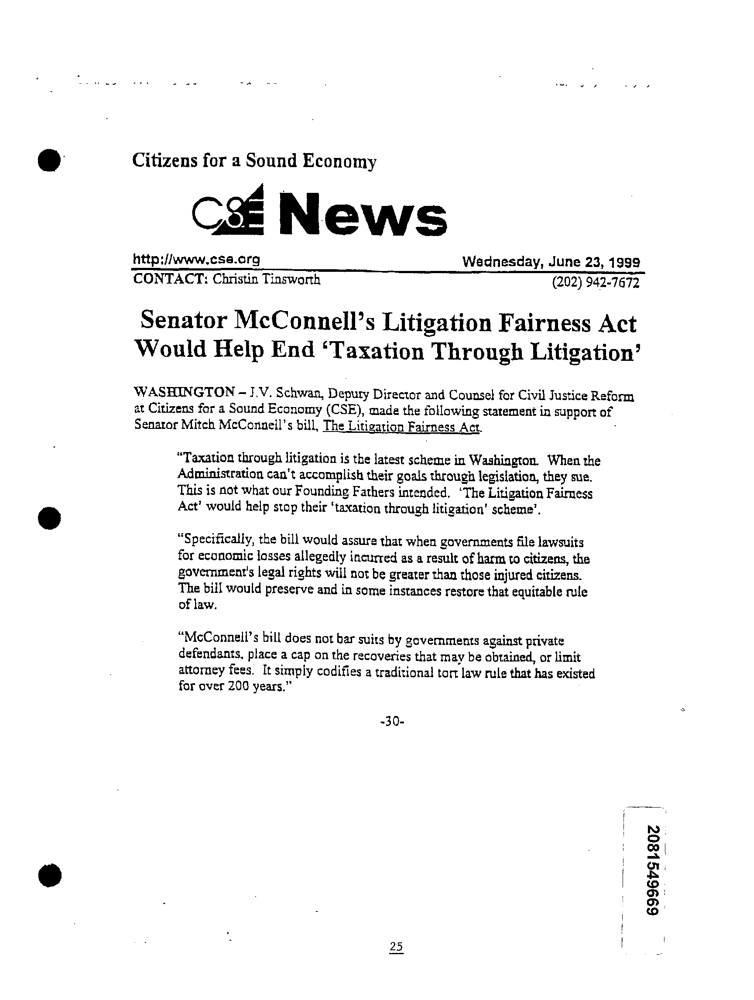 Citizens for a Sound Economy
CSE News
http://www.cse.org Wednesday, June 23, 1999
CONTACT: Christin Tinsworth (202) 942-7672
Senator McConnell's Litigation Fairness Act
Would Help End 'Taxation Through Litigation'
WASHINGTON – J.V. Schwan, Deputy Director and Counsel for Civil Justice Reform
at Citizens for a Sound Economy (CSE), made the following statement in support of
Senator Mitch McConnell's bill, The Litigation Fairness Act.
"Taxation through litigation is the latest scheme in Washington. When the
Administration can't accomplish their goals through legislation, they sue.
This is not what our Founding Fathers intended. 'The Litigation Fairness
Act' would help stop their 'taxation through litigation' scheme'.
"Specifically, the bill would assure that when governments file lawsuits
for economic losses allegedly incurred as a result of harm to citizens, the
government's legal rights will not be greater than those injured citizens.
The bill would preserve and in some instances restore that equitable rule
of law.
"McConnell's bill does not bar suits by governments against private
defendants, place a cap on the recoveries that may be obtained, or limit
attorney fees. It simply codifies a traditional tort law rule that has existed
for over 200 years."
-30-
2081549669
25